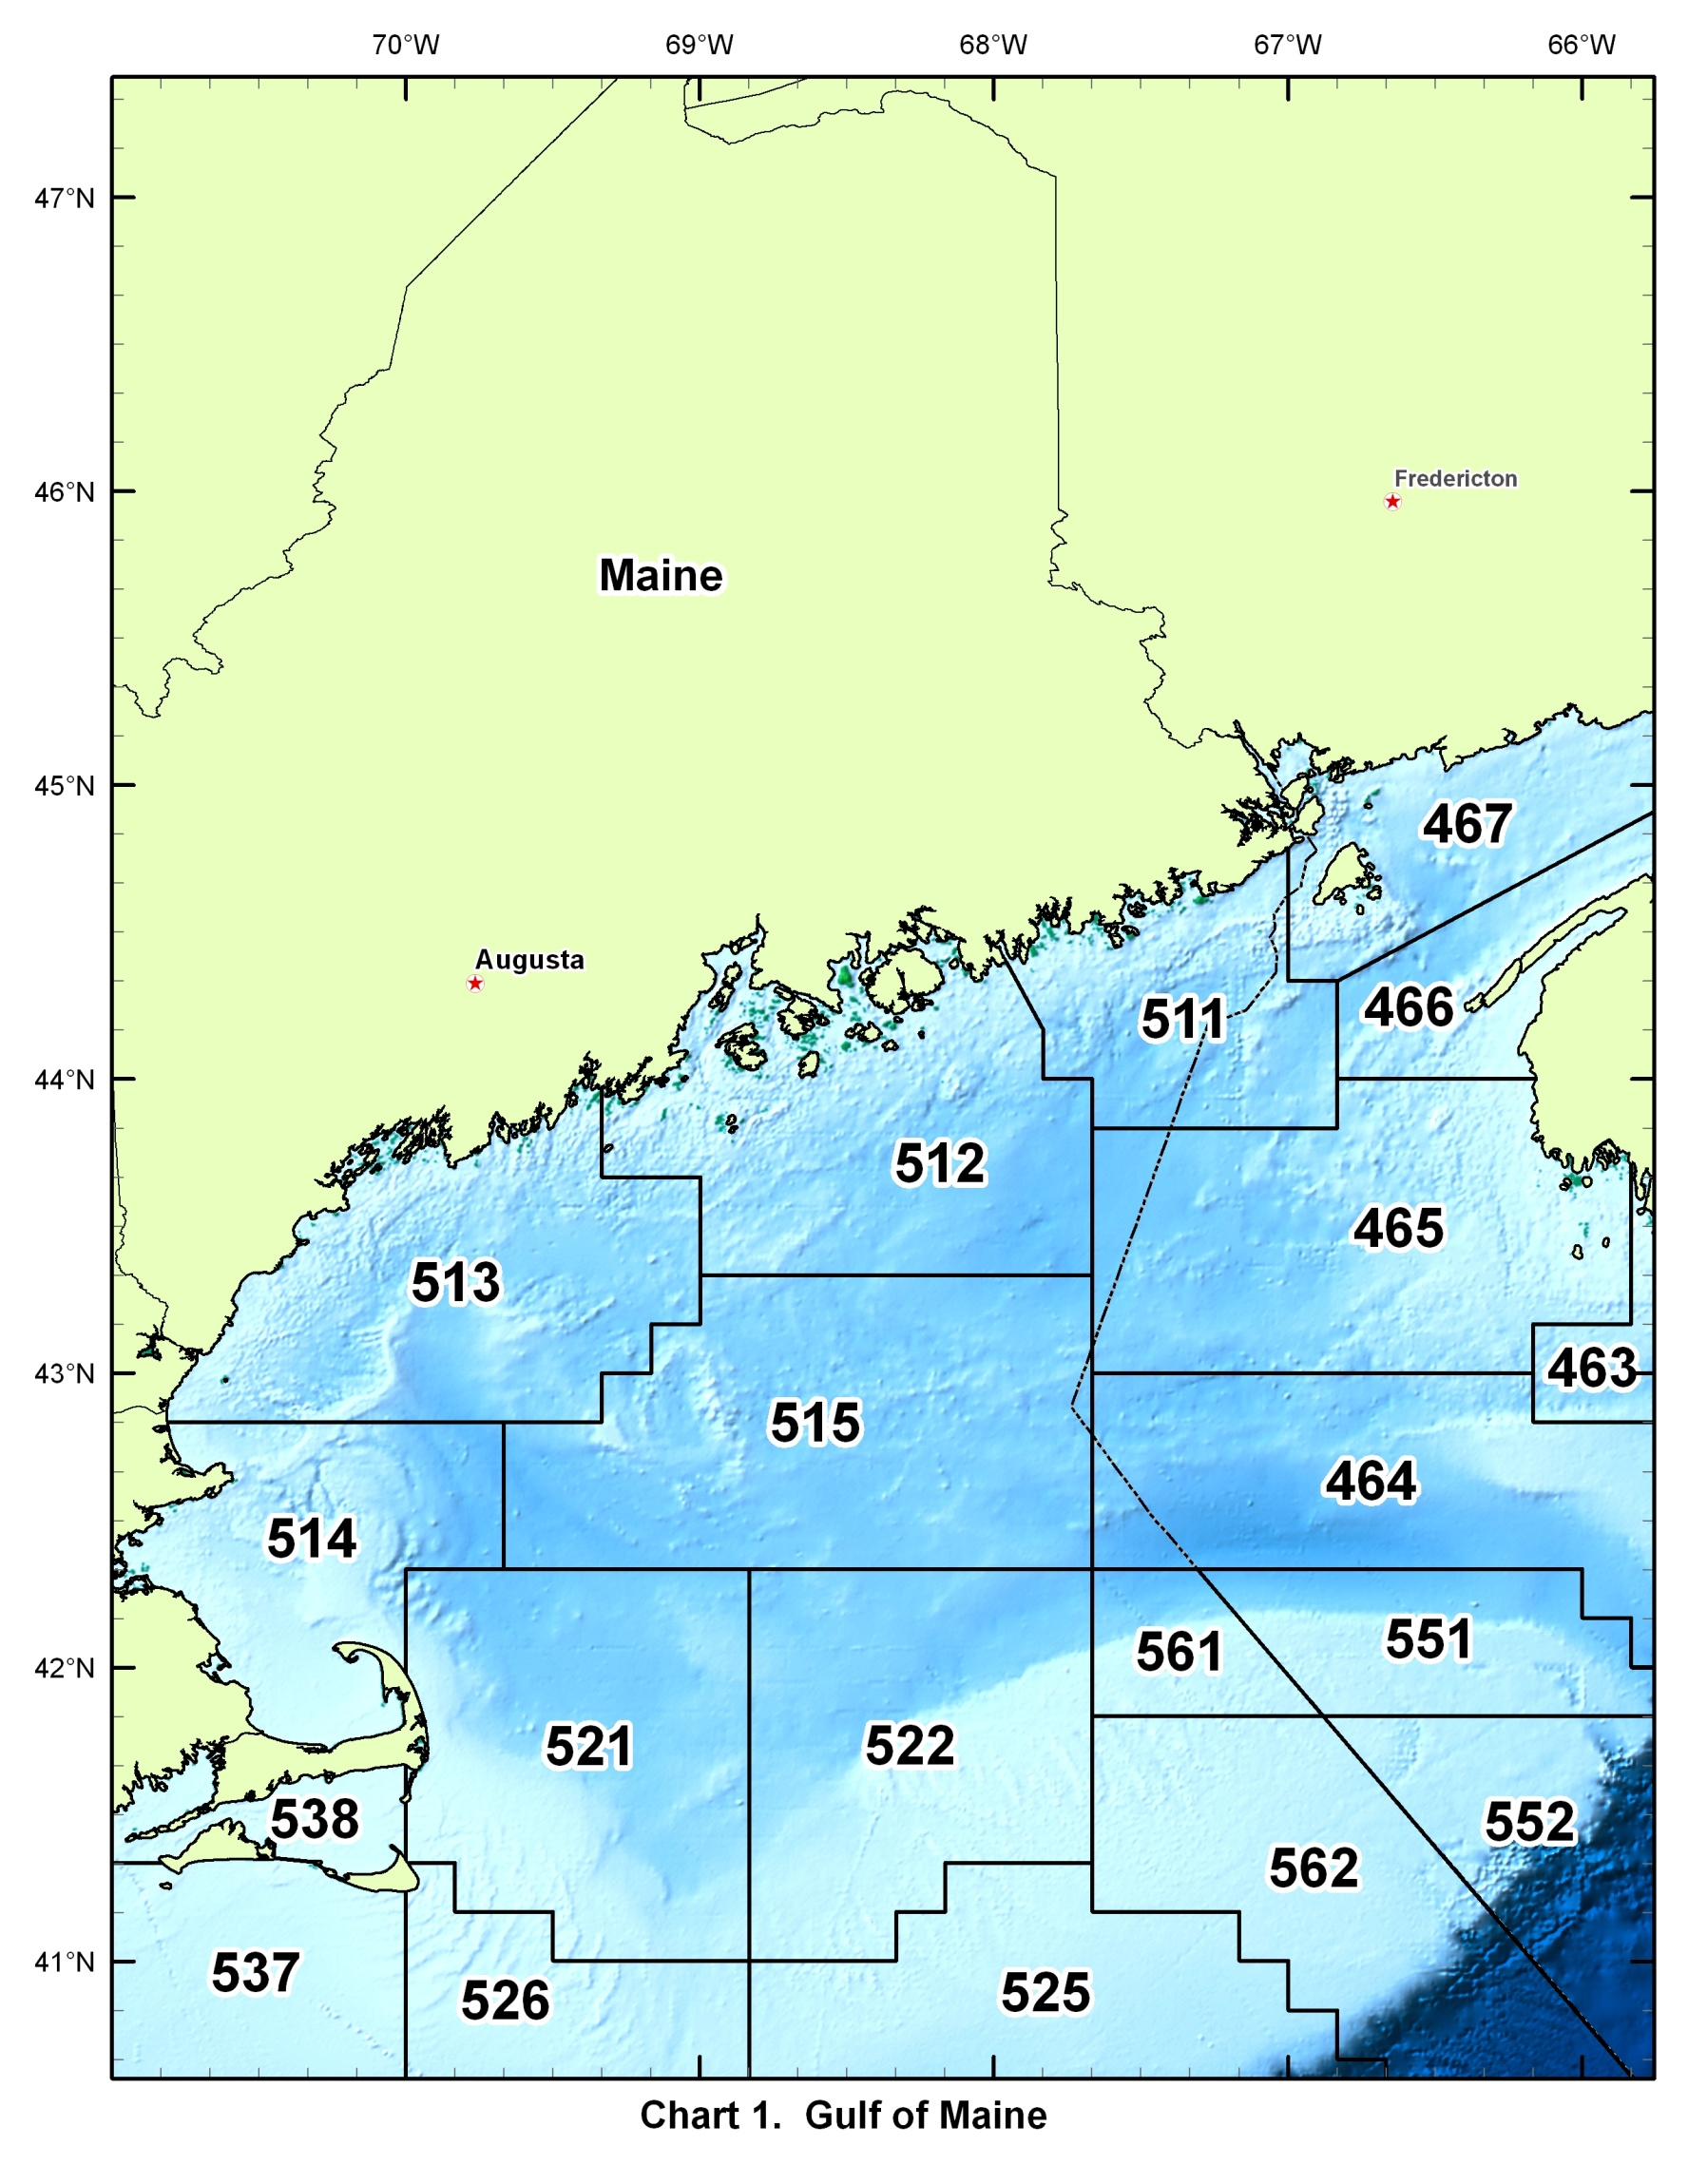 70°W 69°W 68°W 67°W 66°W
47°N
46°N
Fredericton
Maine
45°N
467
Augusta
466
511
44°N
512
465
513
43°N
463
515
464
514
42°N
551
561
521
522
538
552
562
41°N
537
525
526
Chart 1. Gulf of Maine